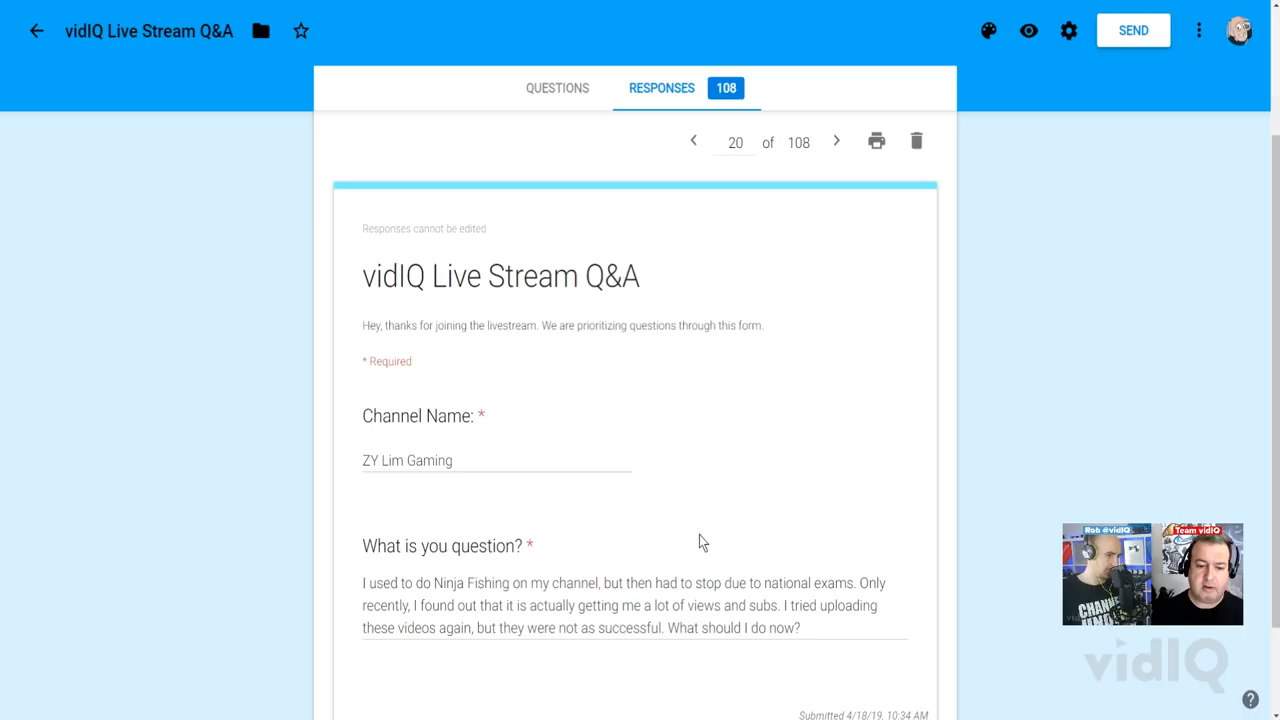 vidIQ Live Stream Q&A
SEND
QUESTIONS
RESPONSES 108
20 of 108
Responses cannot be edited
vidIQ Live Stream Q&A
Hey, thanks for joining the livestream. We are prioritizing questions through this form.
* Required
Channel Name: *
ZY Lim Gaming
What is you question? *
I used to do Ninja Fishing on my channel, but then had to stop due to national exams. Only
recently, I found out that it is actually getting me a lot of views and subs. I tried uploading
these videos again, but they were not as successful. What should I do now?
Rob @vidIQ
Team vidIQ
CHANNEL
vidIQ
Submitted 4/18/19, 10:34 AM